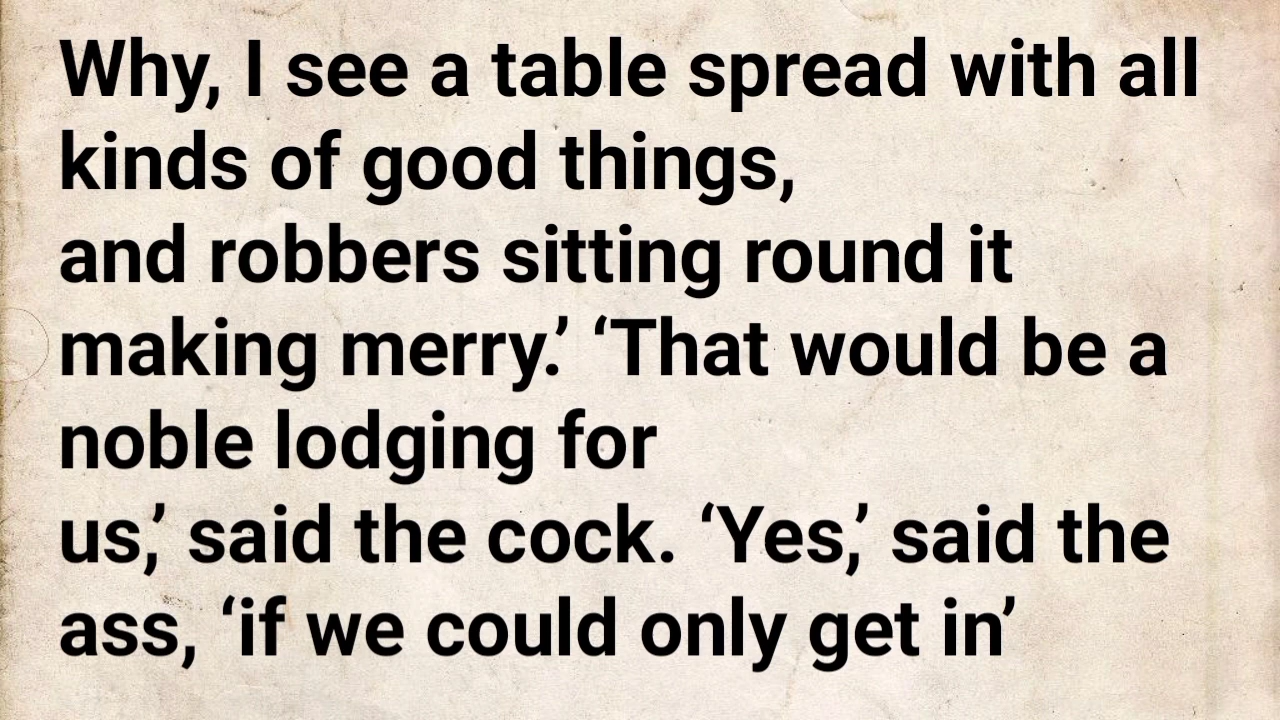 Why, I see a table spread with all
kinds of good things,
and robbers sitting round it
making merry.’ ‘That would be a
noble lodging for
us,’ said the cock. ‘Yes,’ said the
ass, ‘if we could only get in’